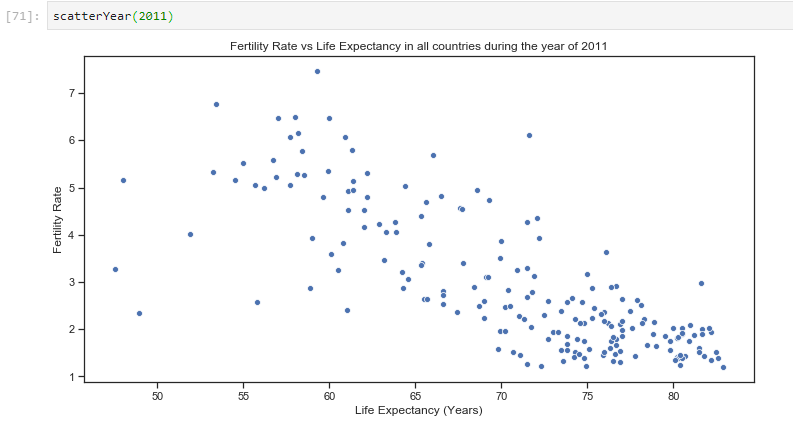 [71]: scatterYear(2011)
Fertility Rate vs Life Expectancy in all countries during the year of 2011
Fertility Rate
7
6
5
4
3
2
1
50 55 60 65 70 75 80
Life Expectancy (Years)